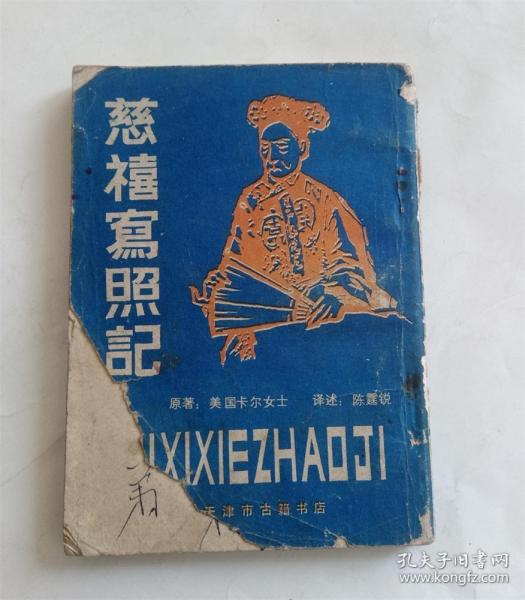 慈禧寫照記
原著：美国卡尔女士 译述：陈霆锐
IXIXIEZHAOJI
天津市古籍书店
孔夫子旧书网
www.kongfz.com